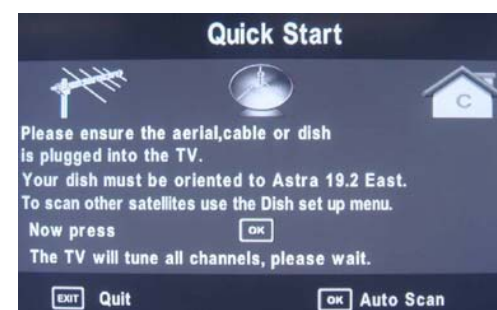 Quick Start
C
Please ensure the aerial,cable or dish
is plugged into the TV.
Your dish must be oriented to Astra 19.2 East.
To scan other satellites use the Dish set up menu.
Now press OK
The TV will tune all channels, please wait.
EXIT Quit OK Auto Scan